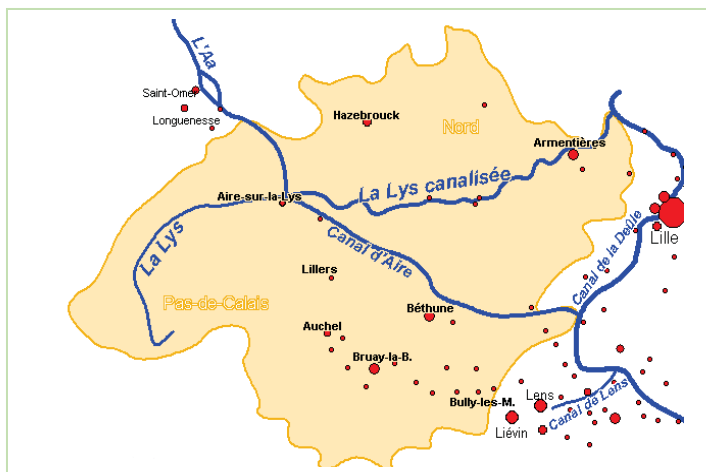 L'Aa
Saint-Omer
Longuenesse
Hazebrouck
Nord
Armentières
La Lys canalisée
Aire-sur-la-Lys
La Lys
Canal d'Aire
Lille
Canal de la Deûle
Lillers
Pas-de-Calais
Béthune
Auchel
Bruay-la-B.
Bully-les-M.
Lens
Canal de Lens
Liévin